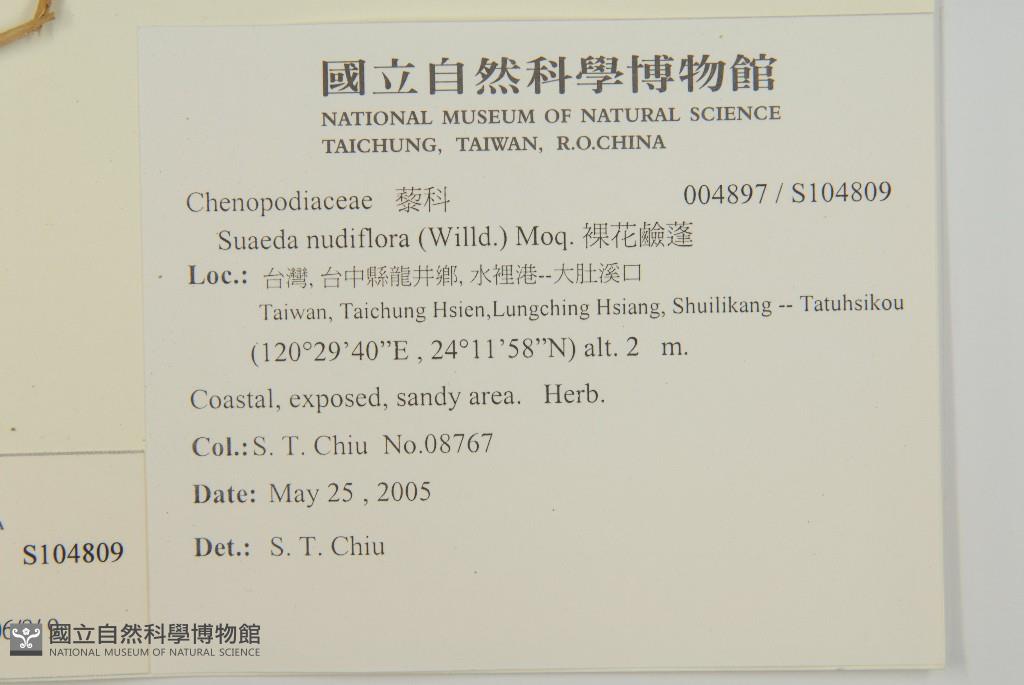 國立自然科學博物館
NATIONAL MUSEUM OF NATURAL SCIENCE
TAICHUNG, TAIWAN, R.O.CHINA
Chenopodiaceae 藜科 004897 / S104809
Suaeda nudiflora (Willd.) Moq. 裸花鹼蓬
Loc.: 台灣, 台中縣龍井鄉, 水裡港--大肚溪口
Taiwan, Taichung Hsien,Lungching Hsiang, Shuilikang -- Tatuhsikou
(120°29’40”E , 24°11’58”N) alt. 2 m.
Coastal, exposed, sandy area. Herb.
Col.: S. T. Chiu No.08767
Date: May 25 , 2005
Det.: S. T. Chiu
S104809
國立自然科學博物館
NATIONAL MUSEUM OF NATURAL SCIENCE